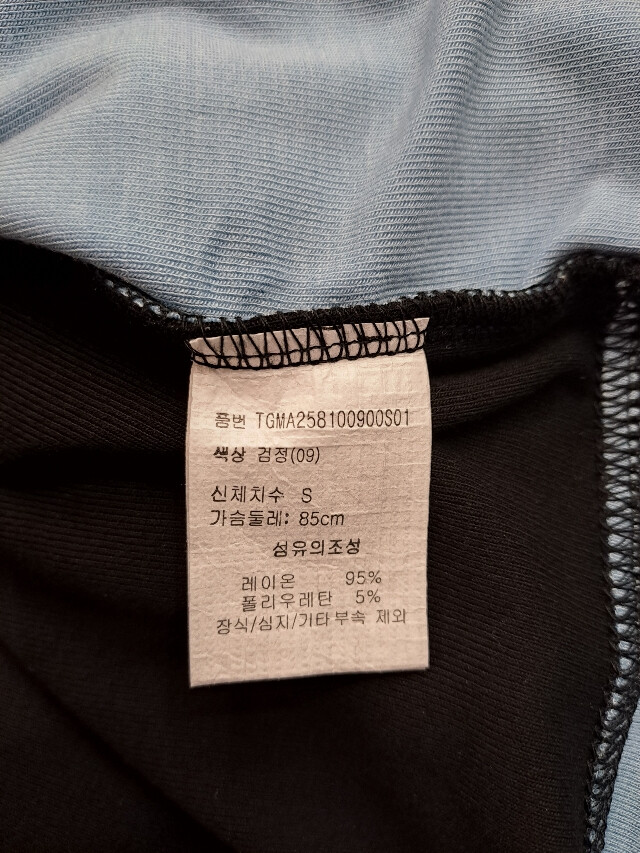 품번 TGMA258100900S01
색상 검정(09)
신체치수 S
가슴둘레: 85cm
섬유의조성
레이온 95%
폴리우레탄 5%
장식/심지/기타부속 제외